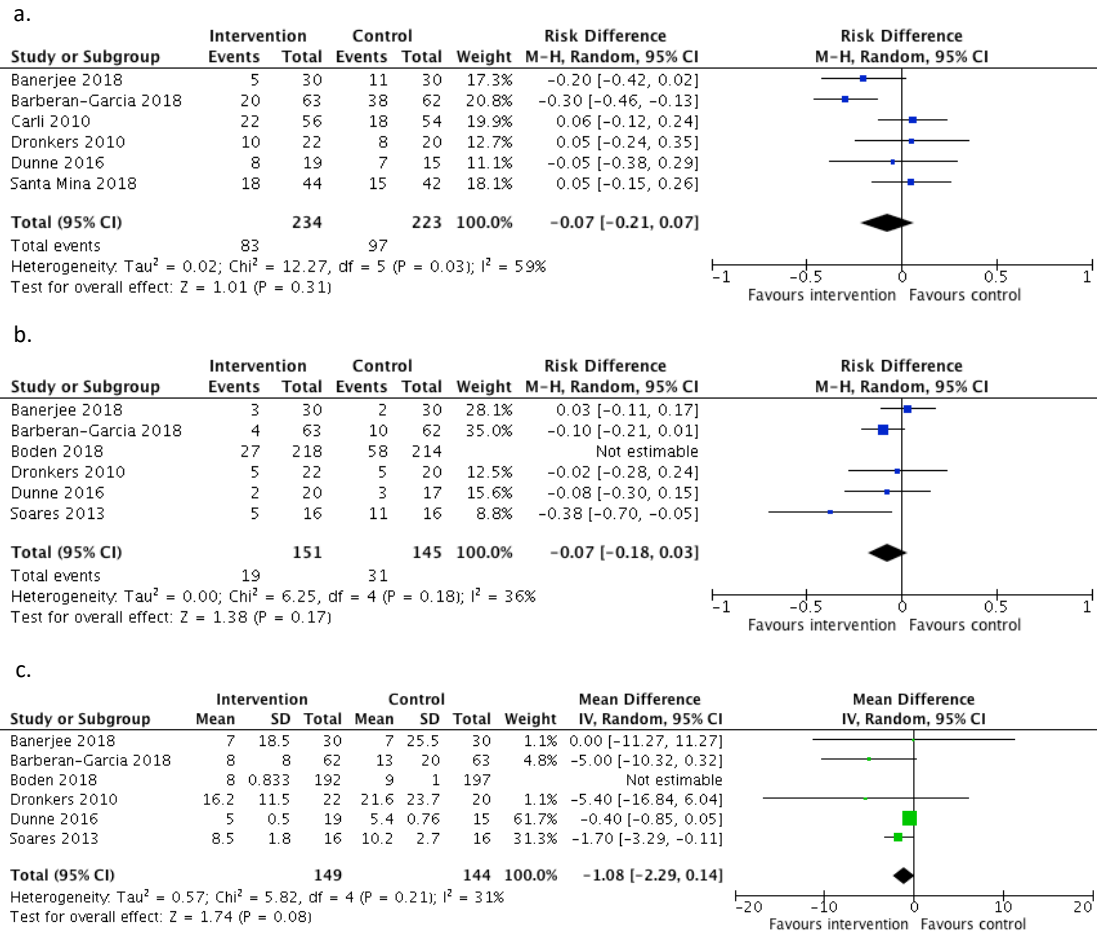 a.
Intervention Control Risk Difference Risk Difference
Study or Subgroup Events Total Events Total Weight M-H, Random, 95% CI M-H, Random, 95% CI
Banerjee 2018 5 30 11 30 17.3% -0.20 [-0.42, 0.02]
Barberan-Garcia 2018 20 63 38 62 20.8% -0.30 [-0.46, -0.13]
Carli 2010 22 56 18 54 19.9% 0.06 [-0.12, 0.24]
Dronkers 2010 10 22 8 20 12.7% 0.05 [-0.24, 0.35]
Dunne 2016 8 19 7 15 11.1% -0.05 [-0.38, 0.29]
Santa Mina 2018 18 44 15 42 18.1% 0.05 [-0.15, 0.26]
Total (95% CI) 234 223 100.0% -0.07 [-0.21, 0.07]
Total events 83 97
Heterogeneity: Tau² = 0.02; Chi² = 12.27, df = 5 (P = 0.03); I² = 59%
Test for overall effect: Z = 1.01 (P = 0.31)
-1 -0.5 0 0.5 1
Favours intervention Favours control
b.
Intervention Control Risk Difference Risk Difference
Study or Subgroup Events Total Events Total Weight M-H, Random, 95% CI M-H, Random, 95% CI
Banerjee 2018 3 30 2 30 28.1% 0.03 [-0.11, 0.17]
Barberan-Garcia 2018 4 63 10 62 35.0% -0.10 [-0.21, 0.01]
Boden 2018 27 218 58 214 Not estimable
Dronkers 2010 5 22 5 20 12.5% -0.02 [-0.28, 0.24]
Dunne 2016 2 20 3 17 15.6% -0.08 [-0.30, 0.15]
Soares 2013 5 16 11 16 8.8% -0.38 [-0.70, -0.05]
Total (95% CI) 151 145 100.0% -0.07 [-0.18, 0.03]
Total events 19 31
Heterogeneity: Tau² = 0.00; Chi² = 6.25, df = 4 (P = 0.18); I² = 36%
Test for overall effect: Z = 1.38 (P = 0.17)
-1 -0.5 0 0.5 1
Favours intervention Favours control
c.
Intervention Control Mean Difference Mean Difference
Study or Subgroup Mean SD Total Mean SD Total Weight IV, Random, 95% CI IV, Random, 95% CI
Banerjee 2018 7 18.5 30 7 25.5 30 1.1% 0.00 [-11.27, 11.27]
Barberan-Garcia 2018 8 8 62 13 20 63 4.8% -5.00 [-10.32, 0.32]
Boden 2018 8 0.833 192 9 1 197 Not estimable
Dronkers 2010 16.2 11.5 22 21.6 23.7 20 1.1% -5.40 [-16.84, 6.04]
Dunne 2016 5 0.5 19 5.4 0.76 15 61.7% -0.40 [-0.85, 0.05]
Soares 2013 8.5 1.8 16 10.2 2.7 16 31.3% -1.70 [-3.29, -0.11]
Total (95% CI) 149 144 100.0% -1.08 [-2.29, 0.14]
Heterogeneity: Tau² = 0.57; Chi² = 5.82, df = 4 (P = 0.21); I² = 31%
Test for overall effect: Z = 1.74 (P = 0.08)
-20 -10 0 10 20
Favours intervention Favours control